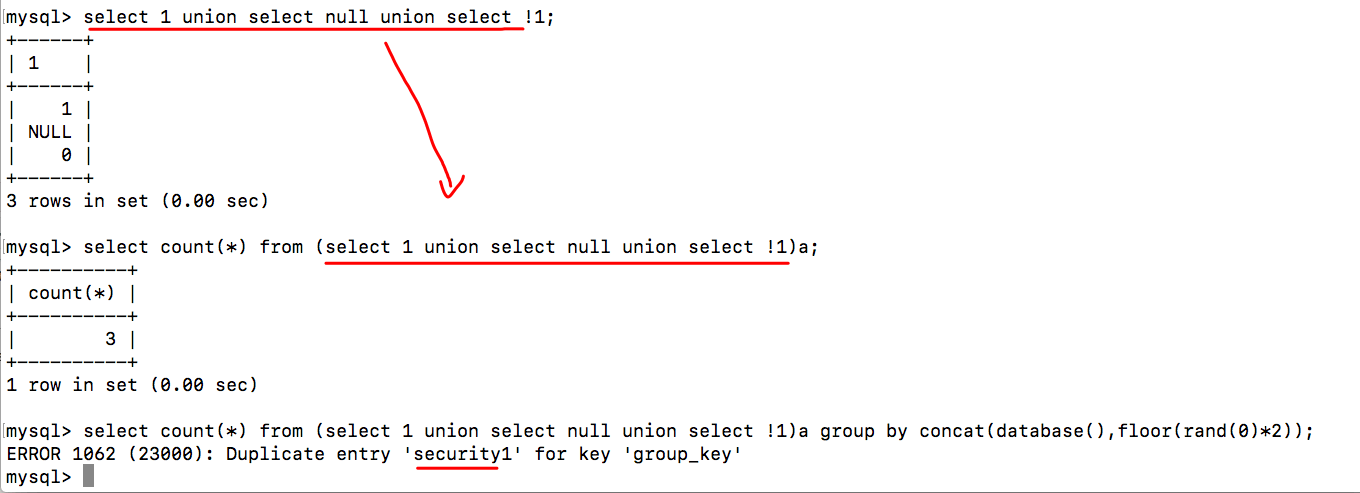 mysql> select 1 union select null union select !1;
+------+
| 1    |
+------+
|    1 |
| NULL |
|    0 |
+------+
3 rows in set (0.00 sec)
mysql> select count(*) from (select 1 union select null union select !1)a;
+----------+
| count(*) |
+----------+
|        3 |
+----------+
1 row in set (0.00 sec)
mysql> select count(*) from (select 1 union select null union select !1)a group by concat(database(),floor(rand(0)*2));
ERROR 1062 (23000): Duplicate entry 'security1' for key 'group_key'
mysql>